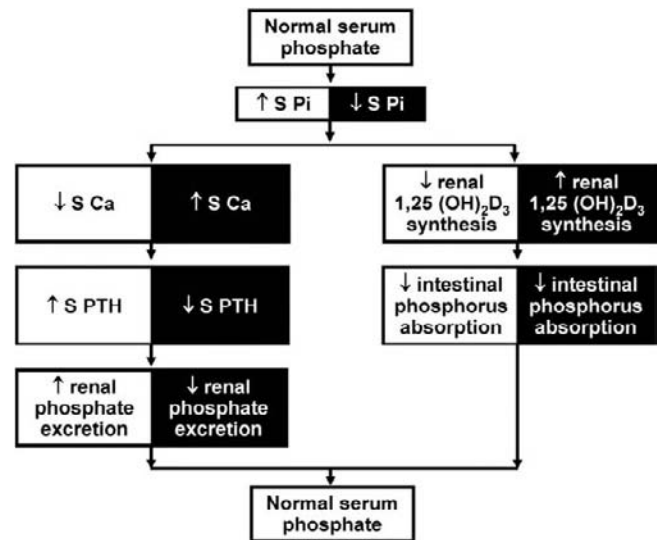 Normal serum
phosphate
↑ S Pi
↓ S Pi
↓ S Ca
↑ S Ca
↓ renal
1,25 (OH)₂D₃
synthesis
↑ renal
1,25 (OH)₂D₃
synthesis
↑ S PTH
↓ S PTH
↓ intestinal
phosphorus
absorption
↓ intestinal
phosphorus
absorption
↑ renal
phosphate
excretion
↓ renal
phosphate
excretion
Normal serum
phosphate